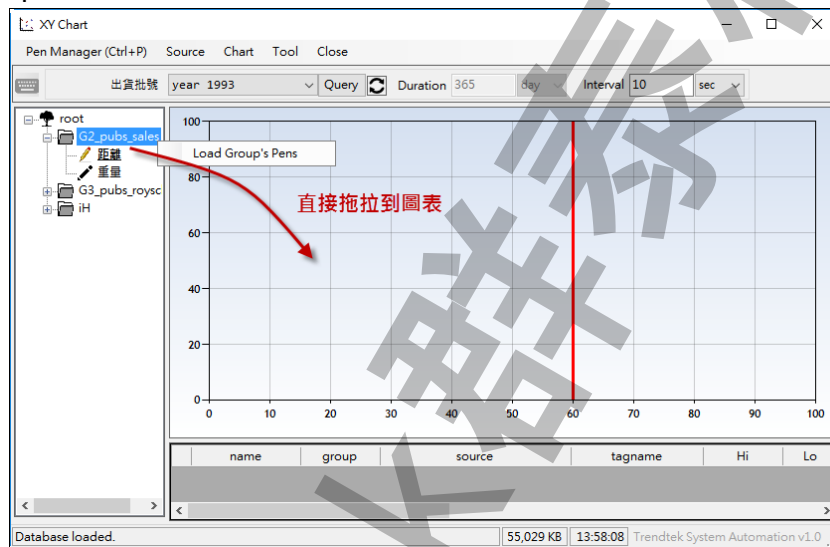 XY Chart
Pen Manager (Ctrl+P) Source Chart Tool Close
出貨批號 year 1993 Query Duration 365 day Interval 10 sec
root
G2_pubs_sales
距離
重量
G3_pubs_roysc
iH
Load Group's Pens
直接拖拉到圖表
100
80
60
40
20
0
0 10 20 30 40 50 60 70 80 90 100
name group source tagname Hi Lo
Database loaded. 55,029 KB 13:58:08 Trendtek System Automation v1.0
K群泰